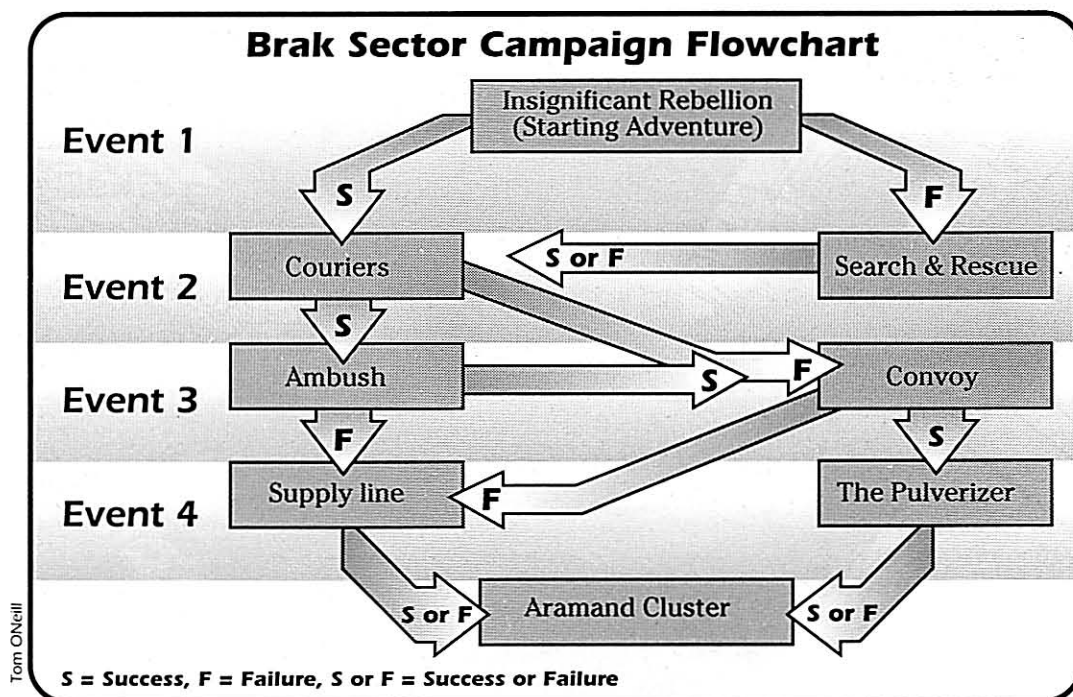 Brak Sector Campaign Flowchart
Insignificant Rebellion
(Starting Adventure)
Event 1
S
F
Event 2
Couriers
S or F
Search & Rescue
S
Event 3
Ambush
S
F
Convoy
F
S
Event 4
Supply line
F
The Pulverizer
S or F
Aramand Cluster
S or F
Tom ONeill
S = Success, F = Failure, S or F = Success or Failure